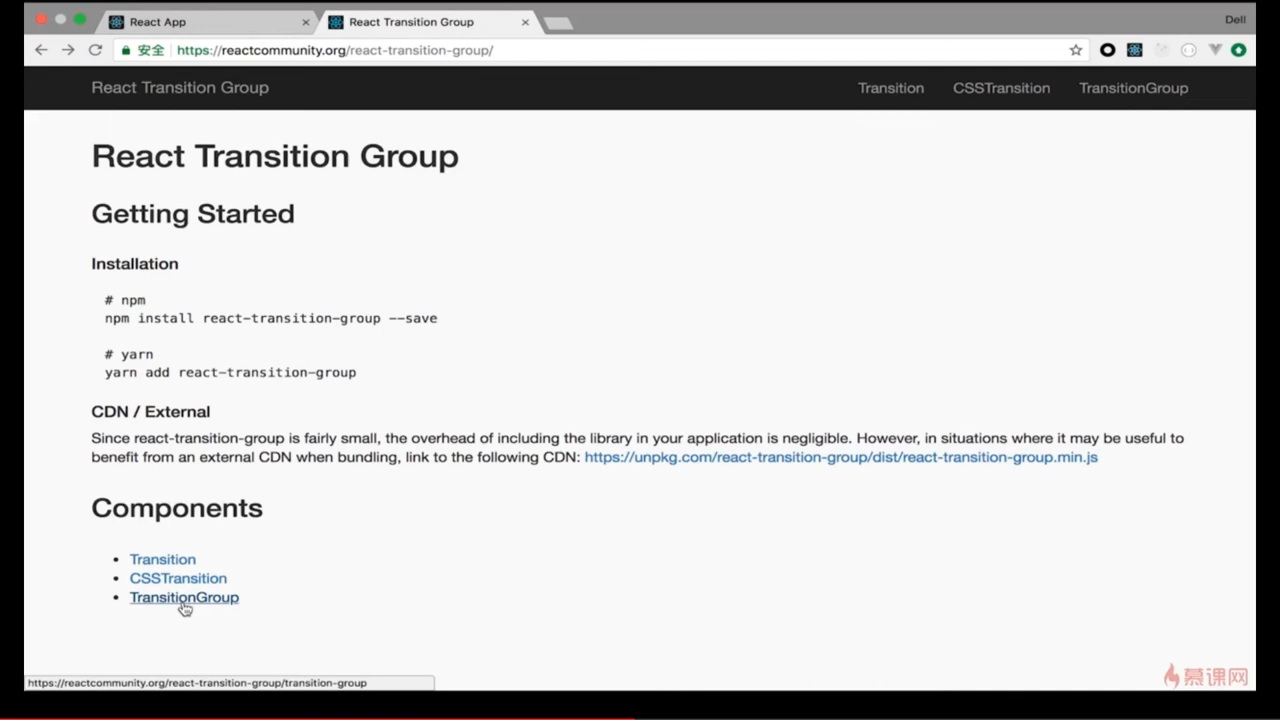 React App
React Transition Group
Dell
安全 https://reactcommunity.org/react-transition-group/
React Transition Group
Transition CSSTransition TransitionGroup
React Transition Group
Getting Started
Installation
# npm
npm install react-transition-group --save
# yarn
yarn add react-transition-group
CDN / External
Since react-transition-group is fairly small, the overhead of including the library in your application is negligible. However, in situations where it may be useful to
benefit from an external CDN when bundling, link to the following CDN: https://unpkg.com/react-transition-group/dist/react-transition-group.min.js
Components
• Transition
• CSSTransition
• TransitionGroup
https://reactcommunity.org/react-transition-group/transition-group
慕课网